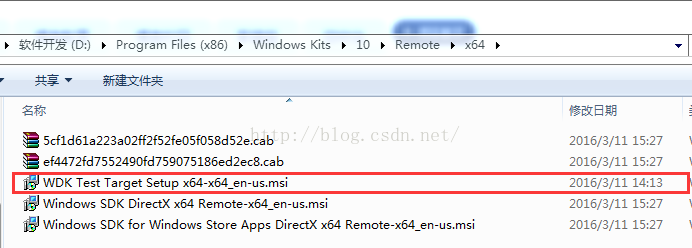 软件开发 (D:) ▸ Program Files (x86) ▸ Windows Kits ▸ 10 ▸ Remote ▸ x64 ▸
共享 新建文件夹
名称 修改日期
5cf1d61a223a02ff2f52fe05f058d52e.cab 2016/3/11 15:27
http://blog.csdn.net/
ef4472fd7552490fd759075186ed2ec8.cab 2016/3/11 15:27
WDK Test Target Setup x64-x64_en-us.msi 2016/3/11 14:13
Windows SDK DirectX x64 Remote-x64_en-us.msi 2016/3/11 15:27
Windows SDK for Windows Store Apps DirectX x64 Remote-x64_en-us.msi 2016/3/11 15:27